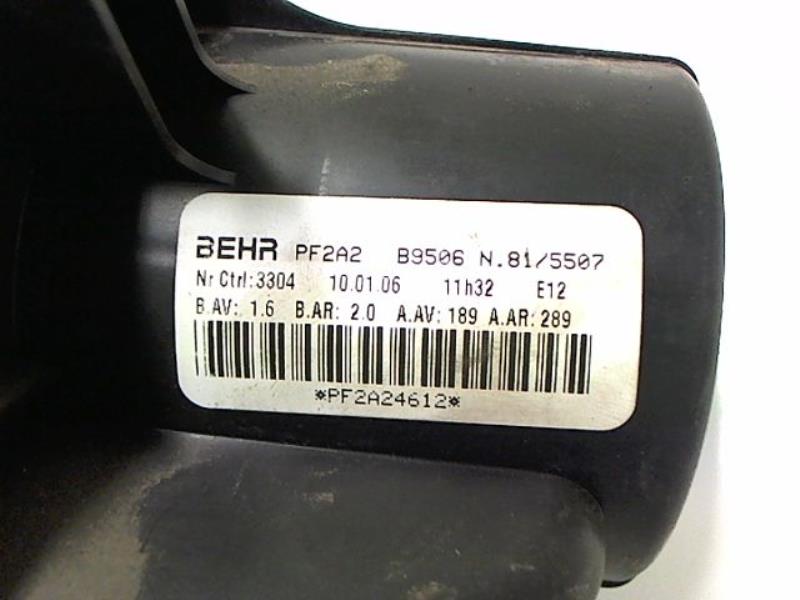 BEHR PF2A2 B9506 N.81/5507
Nr Ctrl:3304 10.01.06 11h32 E12
B.AV: 1.6 B.AR: 2.0 A.AV: 189 A.AR: 289
*PF2A24612*